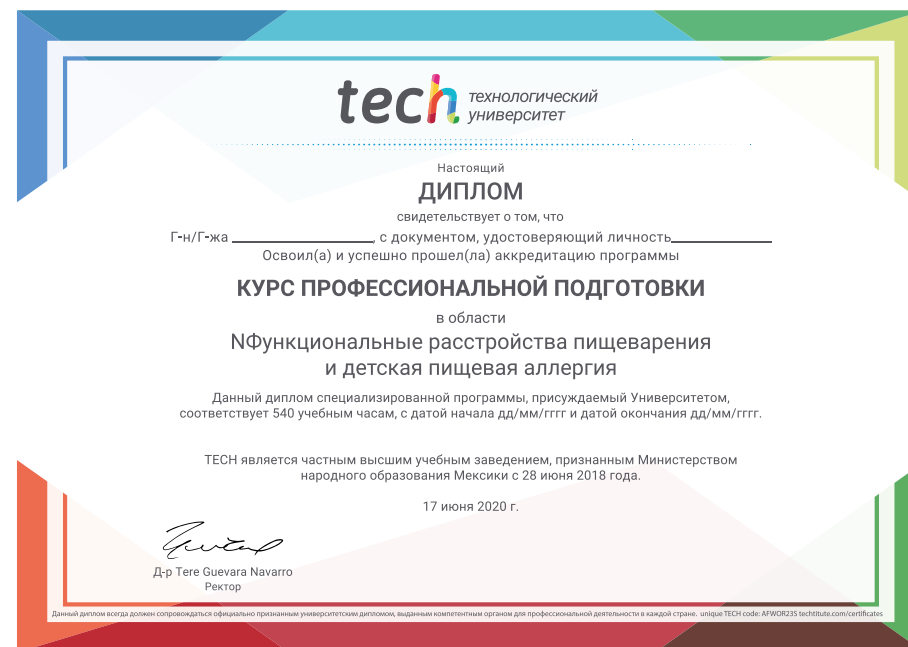 tech технологический
университет
Настоящий
ДИПЛОМ
свидетельствует о том, что
Г-н/Г-жа , с документом, удостоверяющий личность
Освоил(а) и успешно прошел(ла) аккредитацию программы
КУРС ПРОФЕССИОНАЛЬНОЙ ПОДГОТОВКИ
в области
NФункциональные расстройства пищеварения
и детская пищевая аллергия
Данный диплом специализированной программы, присуждаемый Университетом,
соответствует 540 учебным часам, с датой начала дд/мм/гггг и датой окончания дд/мм/гггг.
TECH является частным высшим учебным заведением, признанным Министерством
народного образования Мексики с 28 июня 2018 года.
17 июня 2020 г.
Д-р Tere Guevara Navarro
Ректор
Данный диплом всегда должен сопровождаться официально признанным университетским дипломом, выданным компетентным органом для профессиональной деятельности в каждой стране. unique TECH code: AFWOR23S techtitute.com/certificates